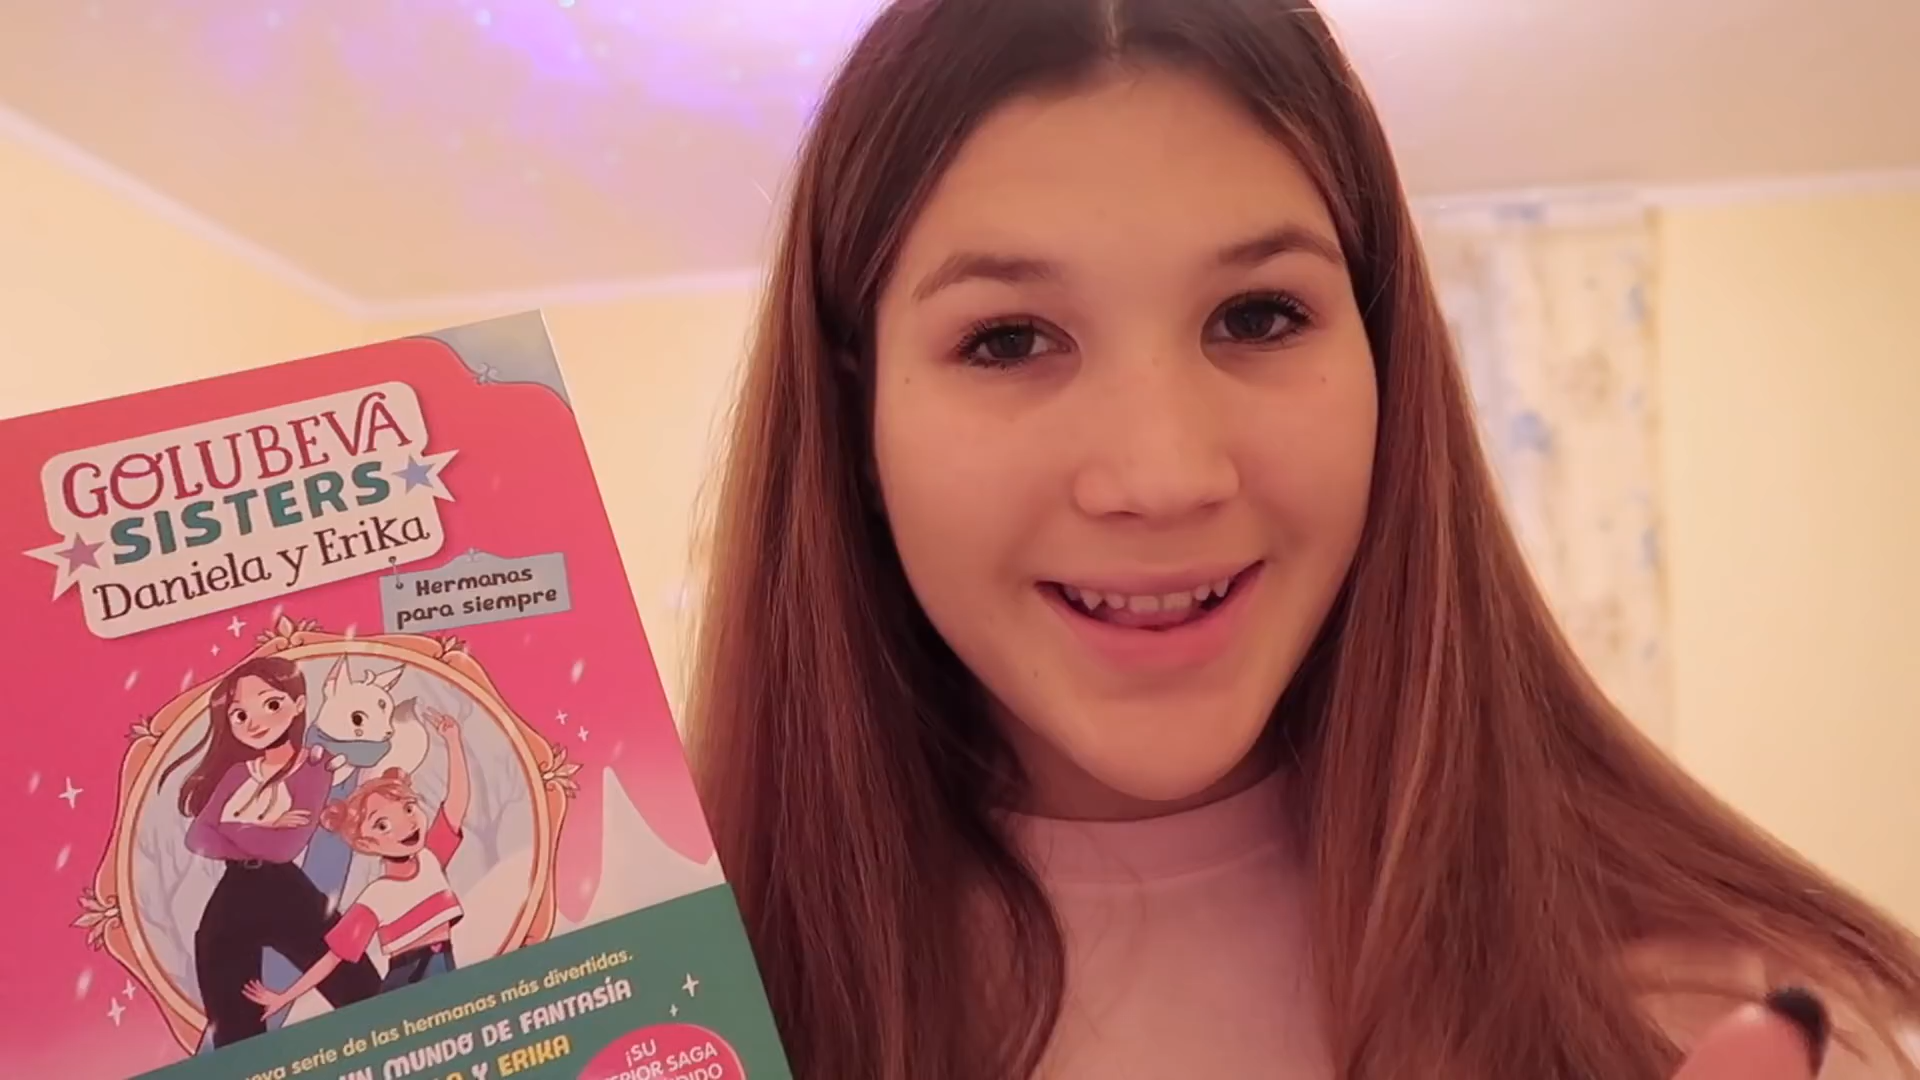 GOLUBEVA
SISTERS
Daniela y Erika
Hermanas
para siempre
serie de las hermanas más divertidas.
UN MUNDO DE FANTASÍA
Y ERIKA
¡SU
SAGA